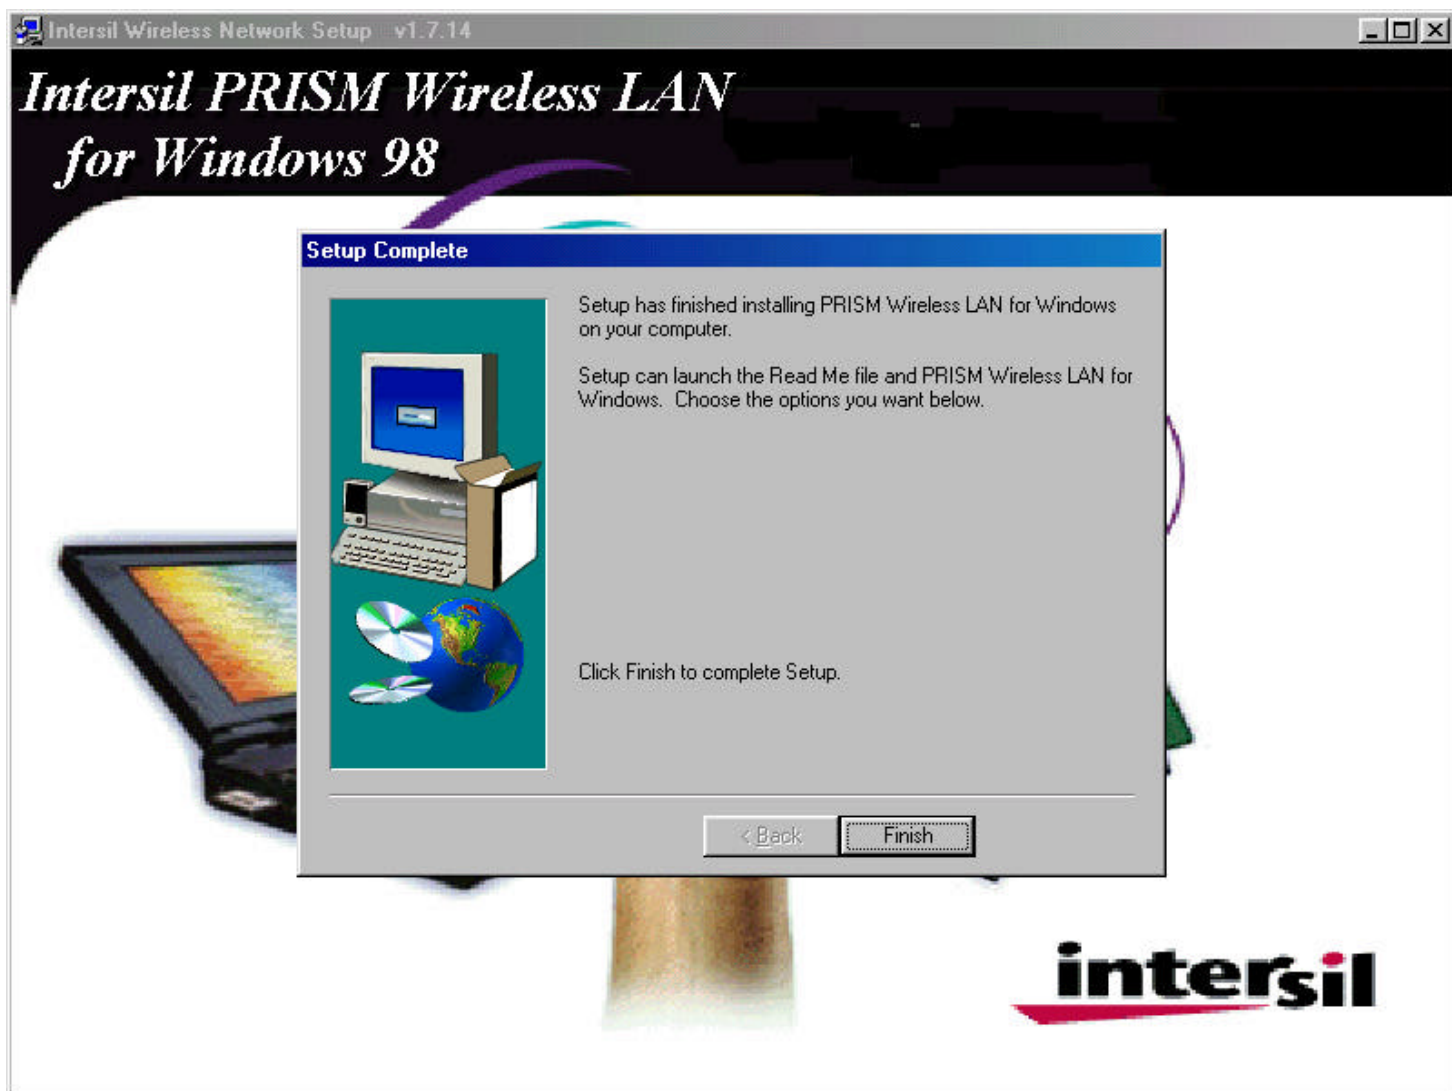 Intersil Wireless Network Setup v1.7.14
Intersil PRISM Wireless LAN
for Windows 98
Setup Complete
Setup has finished installing PRISM Wireless LAN for Windows
on your computer.
Setup can launch the Read Me file and PRISM Wireless LAN for
Windows. Choose the options you want below.
Click Finish to complete Setup.
< Back
Finish
intersil